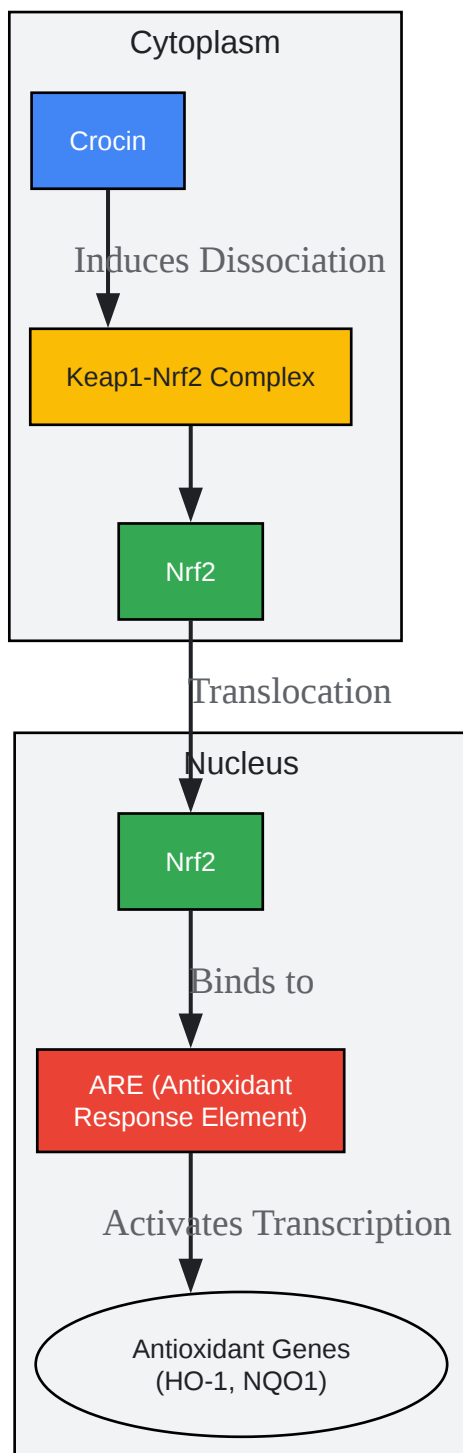 Cytoplasm
Crocin
Induces Dissociation
Keap1-Nrf2 Complex
Nrf2
Translocation
Nucleus
Nrf2
Binds to
ARE (Antioxidant
Response Element)
Activates Transcription
Antioxidant Genes
(HO-1, NQO1)